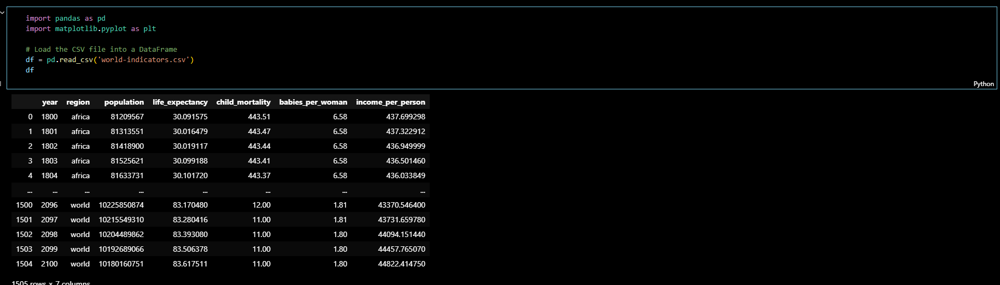 import pandas as pd
import matplotlib.pyplot as plt
# Load the CSV file into a DataFrame
df = pd.read_csv('world-indicators.csv')
df
Python
year region population life_expectancy child_mortality babies_per_woman income_per_person
0 1800 africa 81209567 30.091575 443.51 6.58 437.699298
1 1801 africa 81313551 30.016479 443.47 6.58 437.322912
2 1802 africa 81418900 30.019117 443.44 6.58 436.949999
3 1803 africa 81525621 30.099188 443.41 6.58 436.501460
4 1804 africa 81633731 30.101720 443.37 6.58 436.033849
... ... ... ... ... ... ... ...
1500 2096 world 10225850874 83.170480 12.00 1.81 43370.546400
1501 2097 world 10215549310 83.280416 11.00 1.81 43731.659780
1502 2098 world 10204489862 83.393080 11.00 1.80 44094.151440
1503 2099 world 10192689066 83.506378 11.00 1.80 44457.765070
1504 2100 world 10180160751 83.617511 11.00 1.80 44822.414750
1505 rows × 7 columns